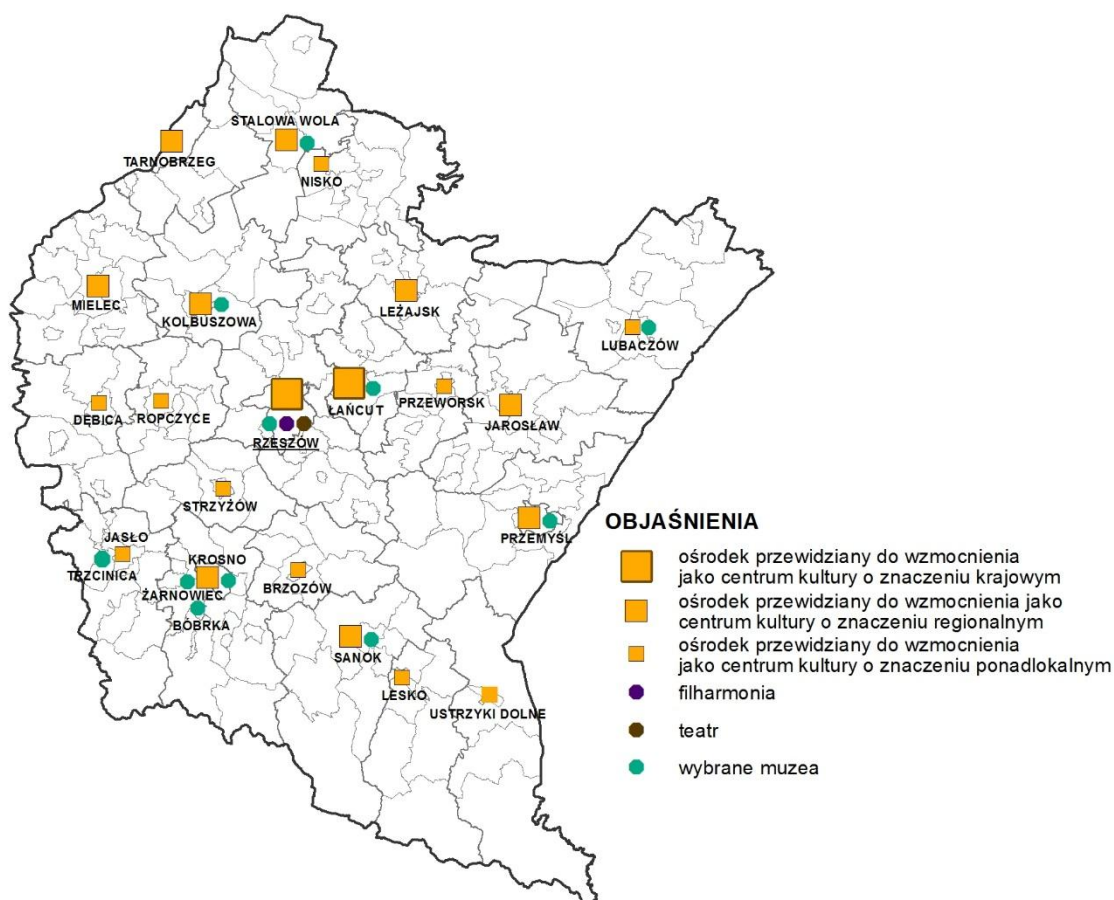 STALOWA WOLA
TARNOBRZEG
NISKO
MIELEC
KOLBUSZOWA
LEŻAJSK
LUBACZÓW
DĘBICA
ROPCZYCE
RZESZÓW
ŁAŃCUT
PRZEWORSK
JAROSŁAW
STRZYŻÓW
PRZEMYŚL
JASŁO
TRZCINICA
KROSNO
ŻARNOWIEC
BÓBRKA
BRZOZÓW
SANOK
LESKO
USTRZYKI DOLNE
OBJAŚNIENIA
ośrodek przewidziany do wzmocnienia
jako centrum kultury o znaczeniu krajowym
ośrodek przewidziany do wzmocnienia jako
centrum kultury o znaczeniu regionalnym
ośrodek przewidziany do wzmocnienia
jako centrum kultury o znaczeniu ponadlokalnym
filharmonia
teatr
wybrane muzea